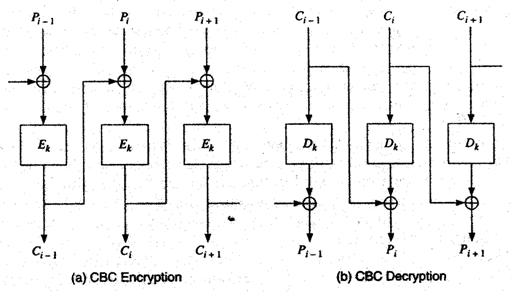 P_{i-1} P_i P_{i+1} C_{i-1} C_i C_{i+1}
E_k E_k E_k D_k D_k D_k
C_{i-1} C_i C_{i+1} P_{i-1} P_i P_{i+1}
(a) CBC Encryption (b) CBC Decryption